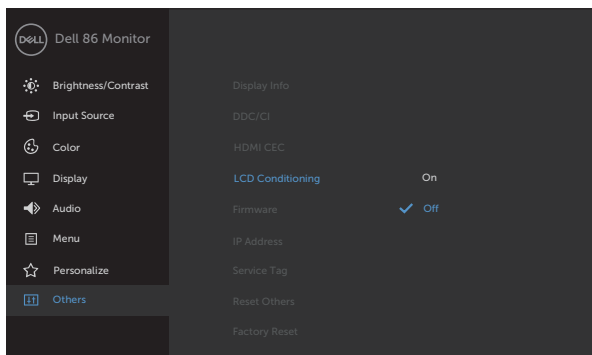 DELL Dell 86 Monitor
Brightness/Contrast
Input Source
Color
Display
Audio
Menu
Personalize
Others
Display Info
DDC/CI
HDMI CEC
LCD Conditioning On
Firmware Off
IP Address
Service Tag
Reset Others
Factory Reset